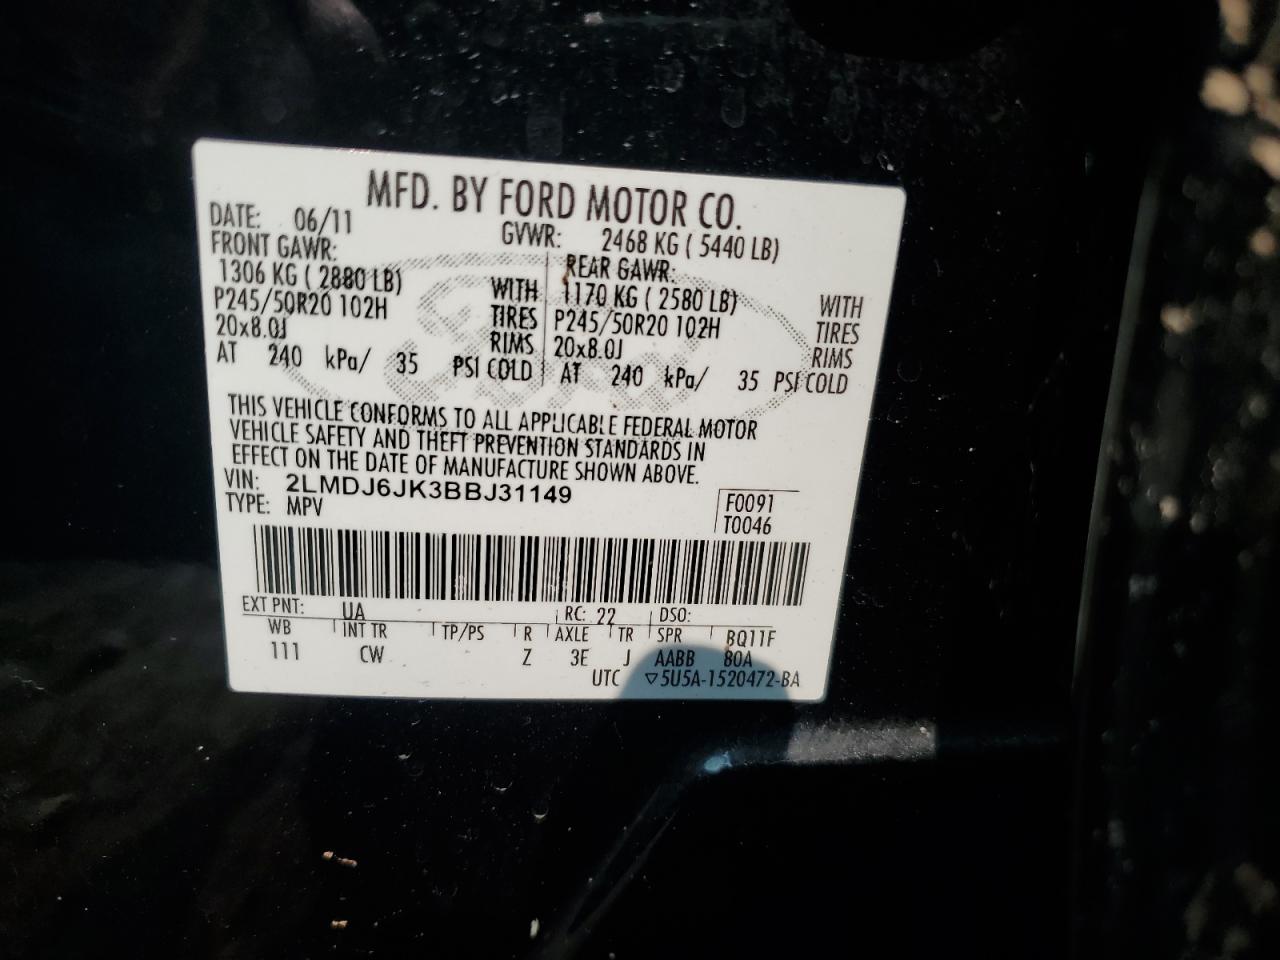 MFD. BY FORD MOTOR CO.
DATE: 06/11 GVWR: 2468 KG ( 5440 LB)
FRONT GAWR: REAR GAWR:
1306 KG ( 2880 LB) WITH 1170 KG ( 2580 LB) WITH
P245/50R20 102H TIRES P245/50R20 102H TIRES
20x8.0J RIMS 20x8.0J RIMS
AT 240 kPa/ 35 PSI COLD AT 240 kPa/ 35 PSI COLD
Ford
THIS VEHICLE CONFORMS TO ALL APPLICABLE FEDERAL MOTOR
VEHICLE SAFETY AND THEFT PREVENTION STANDARDS IN
EFFECT ON THE DATE OF MANUFACTURE SHOWN ABOVE.
VIN: 2LMDJ6JK3BBJ31149 F0091
TYPE: MPV T0046
EXT PNT: UA RC: 22 DSO:
WB INT TR TP/PS R AXLE TR SPR BQ11F
111 CW Z 3E J AABB 80A
UTC ▽5U5A-1520472-BA